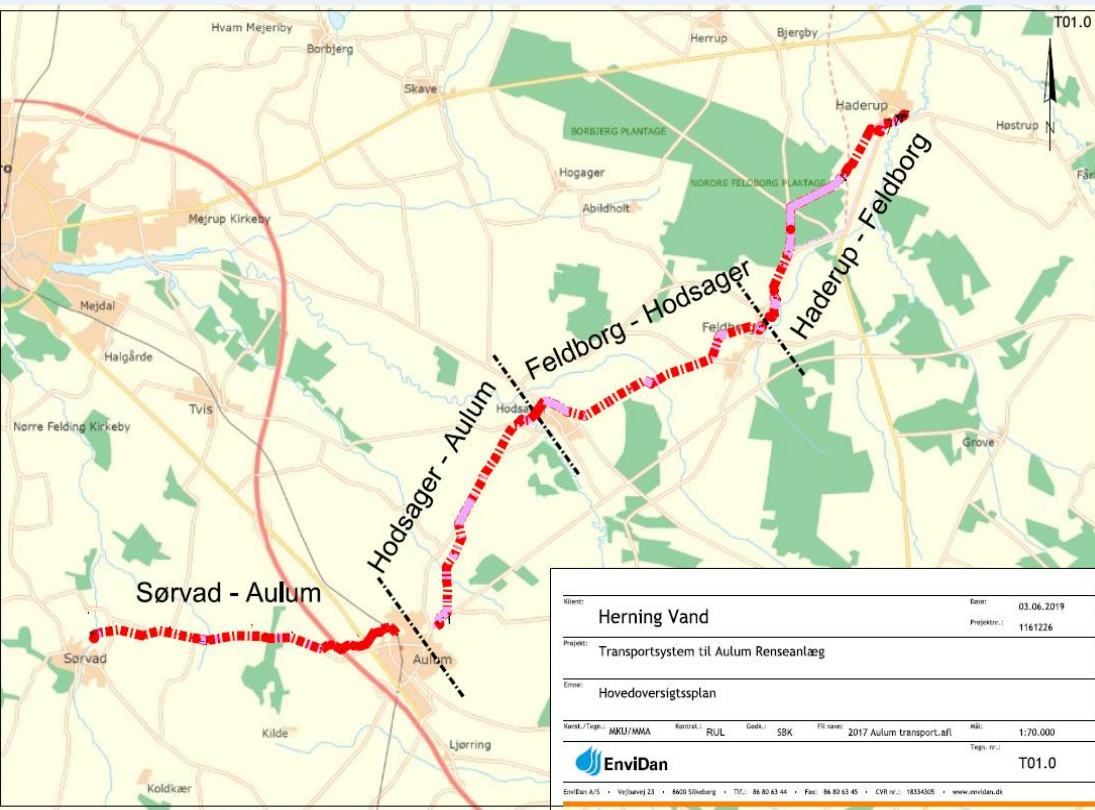 T01.0
Hvam Mejeriby
Borbjerg
Herrup
Bjergby
Skave
Haderup
Høstrup
N
BORBJERG PLANTAGE
Hogager
NORDRE FELDBORG PLANTAGE
Abildholt
Mejrup Kirkeby
Haderup - Feldborg
Mejdal
Feldborg - Hodsager
Halgårde
Tvis
Nørre Felding Kirkeby
Hodsager - Aulum
Grove
Sørvad - Aulum
Sørvad
Aulum
Kilde
Ljørring
Koldkær
Klient:
Herning Vand
Dato:
03.06.2019
Projektnr.:
1161226
Projekt:
Transportsystem til Aulum Renseanlæg
Emne:
Hovedoversigtssplan
Konst./Tegn.: MKU/MMA Kontrol.: RUL Godk.: SBK Fil navn: 2017 Aulum transport.afl Mål: 1:70.000
Tegn. nr.:
T01.0
EnviDan
EnviDan A/S • Vejlsøvej 23 • 8600 Silkeborg • Tlf.: 86 80 63 44 • Fax: 86 80 63 45 • CVR nr.: 18334305 • www.envidan.dk